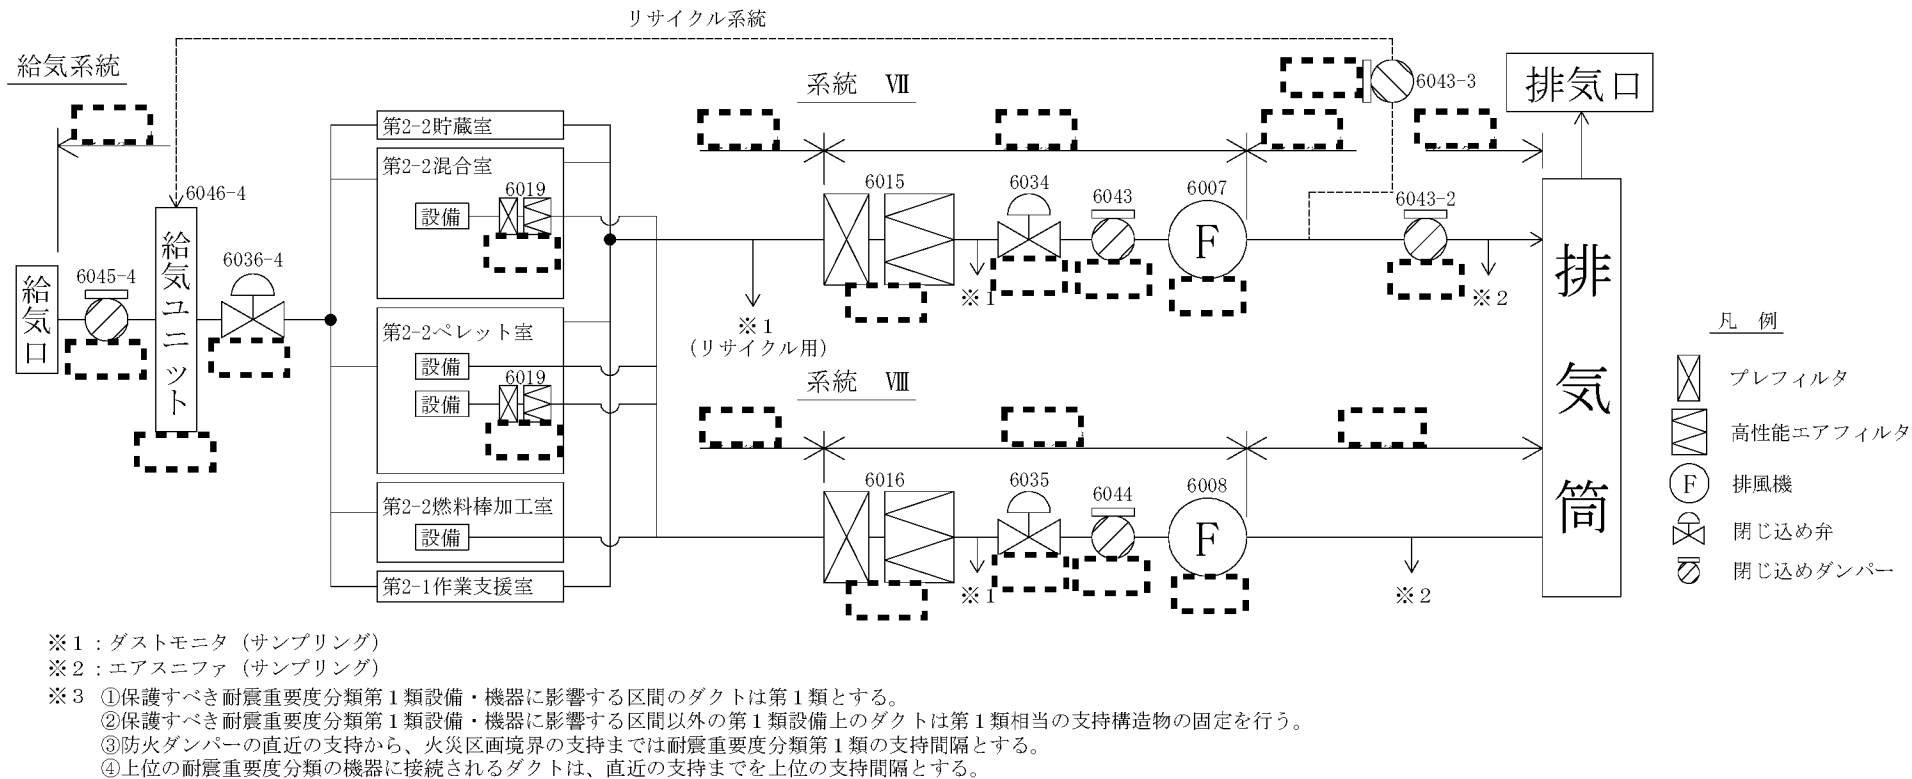 リサイクル系統
給気系統
系統　Ⅶ
6043-3
排気口
第2-2貯蔵室
第2-2混合室
6019
設備
6046-4
給気ユニット
6036-4
6045-4
給気口
6015
6034
6043
6007
F
6043-2
※1
※2
※1
(リサイクル用)
排気筒
第2-2ペレット室
設備
6019
設備
系統　Ⅷ
第2-2燃料棒加工室
設備
第2-1作業支援室
6016
6035
6044
6008
F
※1
※2
凡　例
プレフィルタ
高性能エアフィルタ
F
排風機
閉じ込め弁
閉じ込めダンパー
※1：ダストモニタ（サンプリング）
※2：エアスニファ（サンプリング）
※3　①保護すべき耐震重要度分類第1類設備・機器に影響する区間のダクトは第1類とする。
②保護すべき耐震重要度分類第1類設備・機器に影響する区間以外の第1類設備上のダクトは第1類相当の支持構造物の固定を行う。
③防火ダンパーの直近の支持から、火災区画境界の支持までは耐震重要度分類第1類の支持間隔とする。
④上位の耐震重要度分類の機器に接続されるダクトは、直近の支持までを上位の支持間隔とする。